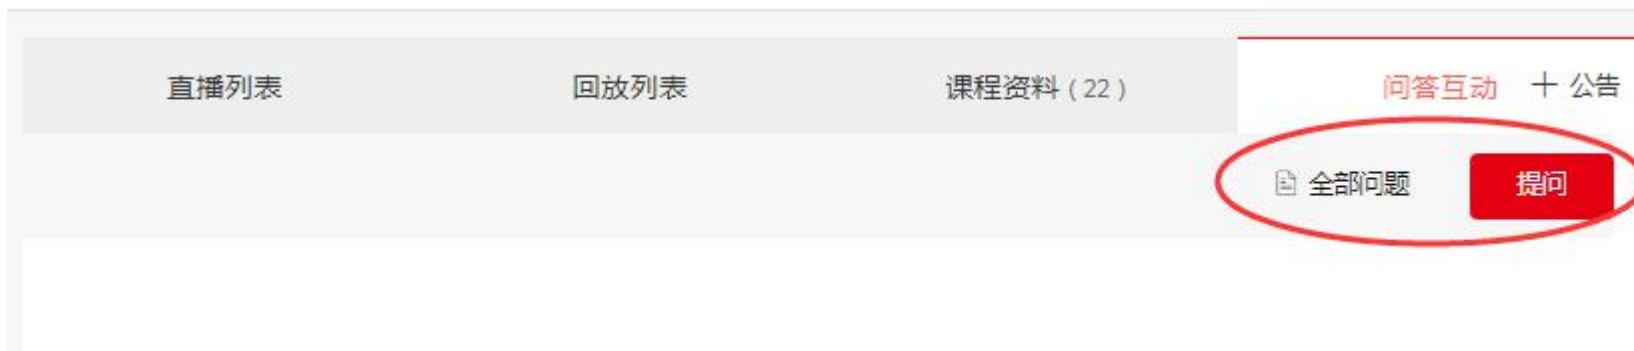 直播列表 回放列表 课程资料 ( 22 ) 问答互动 + 公告
全部问题 提问